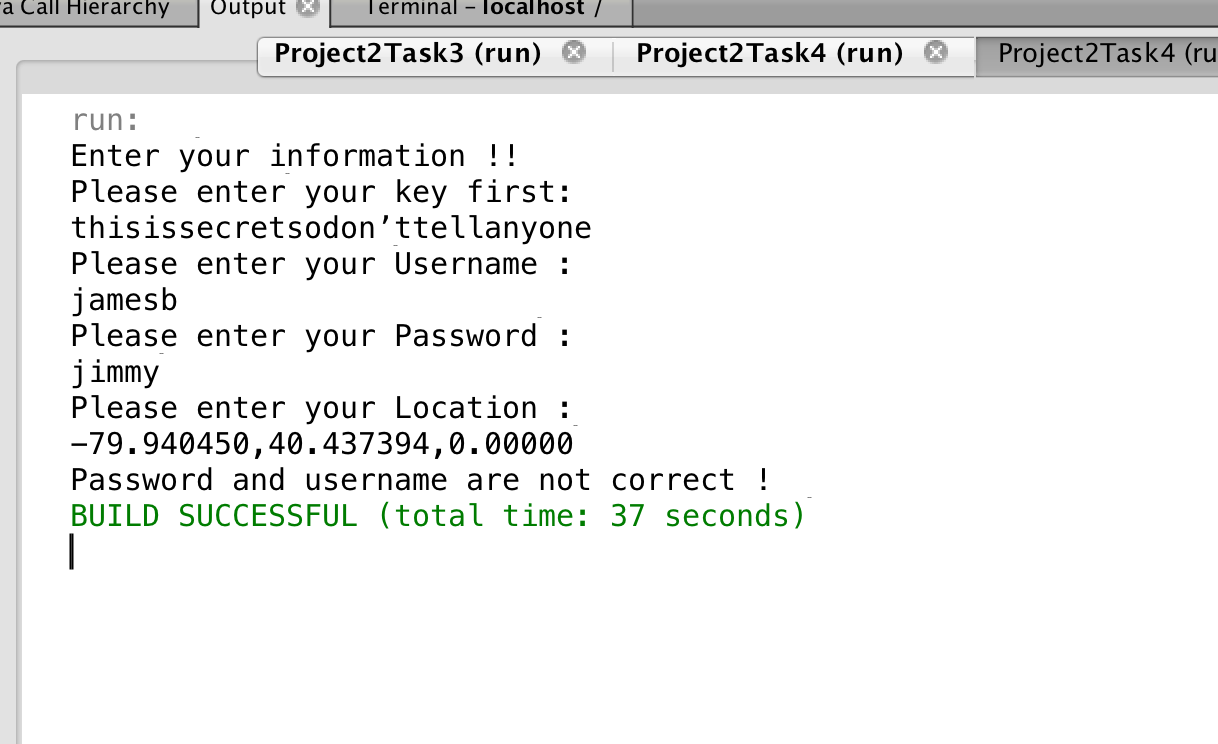 a Call Hierarchy Output Terminal – localhost /
Project2Task3 (run) Project2Task4 (run) Project2Task4 (ru
run:
Enter your information !!
Please enter your key first:
thisissecretsodon’ttellanyone
Please enter your Username :
jamesb
Please enter your Password :
jimmy
Please enter your Location :
–79.940450,40.437394,0.00000
Password and username are not correct !
BUILD SUCCESSFUL (total time: 37 seconds)